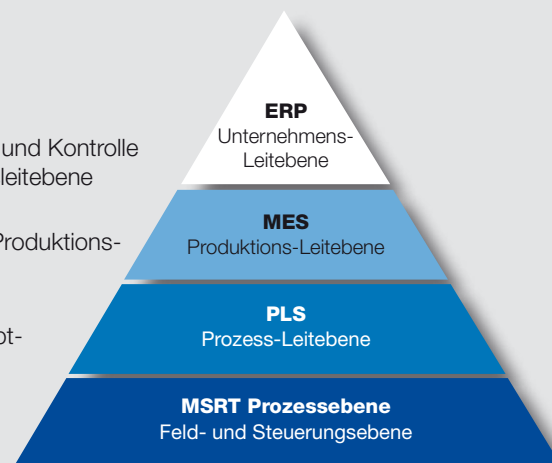 und Kontrolle
leitebene
Produktions-
ot-
ERP
Unternehmens-
Leitebene
MES
Produktions-Leitebene
PLS
Prozess-Leitebene
MSRT Prozessebene
Feld- und Steuerungsebene